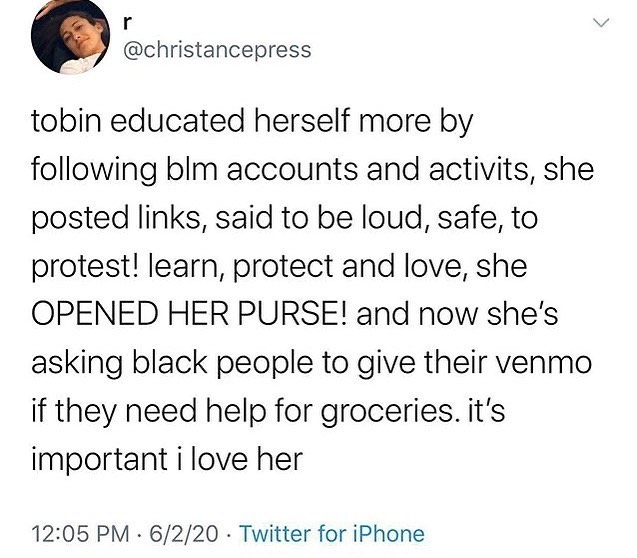 r
@christancepress
tobin educated herself more by
following blm accounts and activits, she
posted links, said to be loud, safe, to
protest! learn, protect and love, she
OPENED HER PURSE! and now she's
asking black people to give their venmo
if they need help for groceries. it's
important i love her
12:05 PM · 6/2/20 · Twitter for iPhone